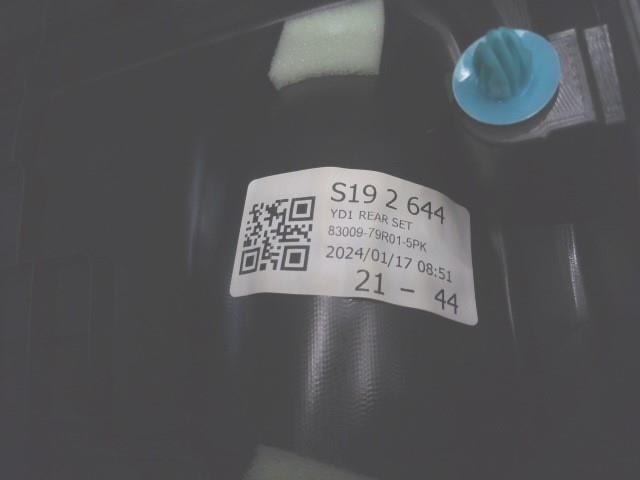 S19 2 644
YD1 REAR SET
83009-79R01-5PK
2024/01/17 08:51
21 - 44